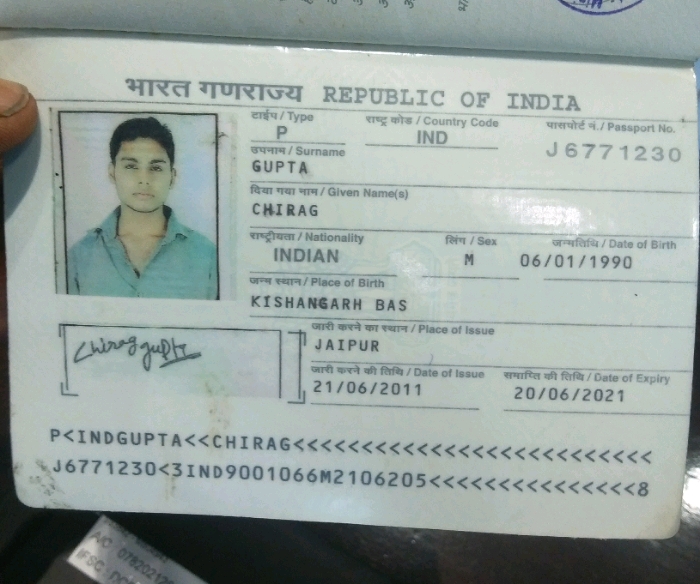 भारत गणराज्य REPUBLIC OF INDIA
टाईप / Type
राष्ट्र कोड / Country Code
पासपोर्ट नं. / Passport No.
P
IND
J6771230
उपनाम / Surname
GUPTA
दिया गया नाम / Given Name(s)
CHIRAG
राष्ट्रीयता / Nationality
लिंग / Sex
जन्मतिथि / Date of Birth
INDIAN
M
06/01/1990
जन्म स्थान / Place of Birth
KISHANGARH BAS
जारी करने का स्थान / Place of Issue
JAIPUR
जारी करने की तिथि / Date of Issue
समाप्ति की तिथि / Date of Expiry
21/06/2011
20/06/2021
Chirag gupta
P<INDGUPTA<<CHIRAG<<<<<<<<<<<<<<<<<<<<<<<<<<
J6771230<3IND9001066M2106205<<<<<<<<<<<<<<<8
A/C
IFSC: